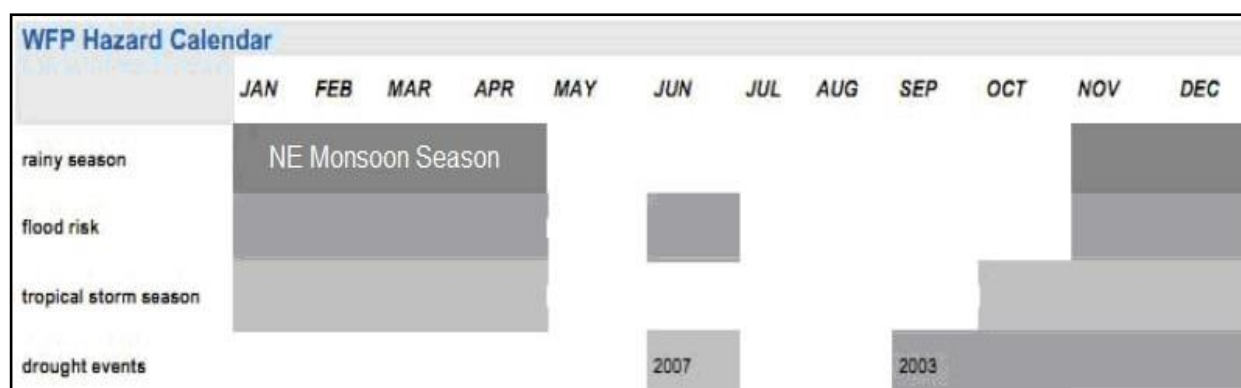 WFP Hazard Calendar
JAN FEB MAR APR MAY JUN JUL AUG SEP OCT NOV DEC
rainy season NE Monsoon Season
flood risk
tropical storm season
drought events 2007 2003